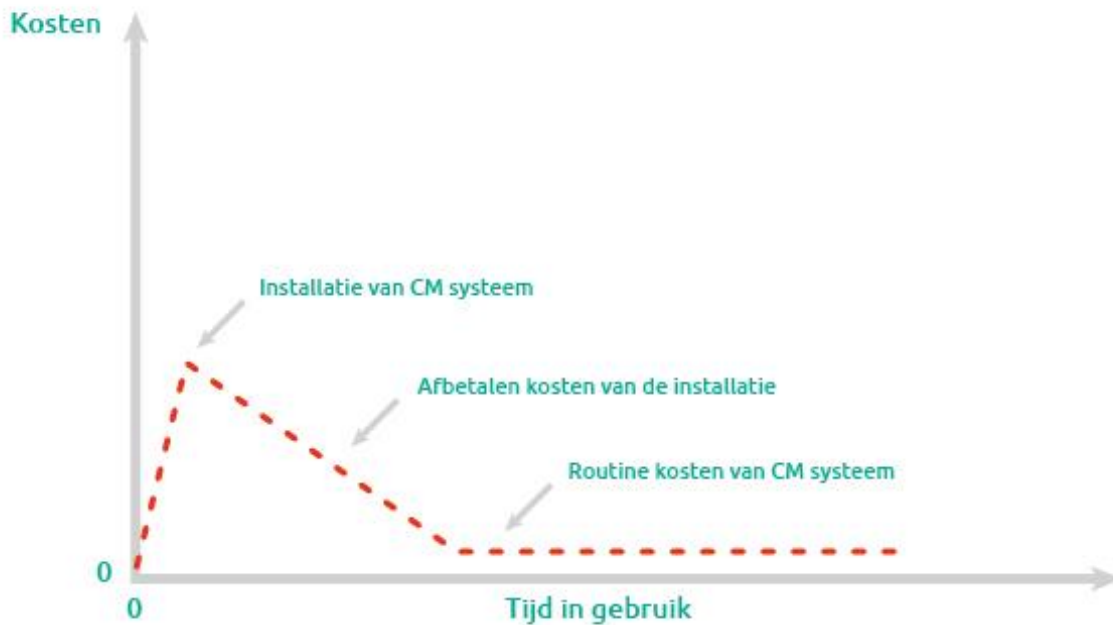 Kosten
Installatie van CM systeem
Afbetalen kosten van de installatie
Routine kosten van CM systeem
0
0
Tijd in gebruik